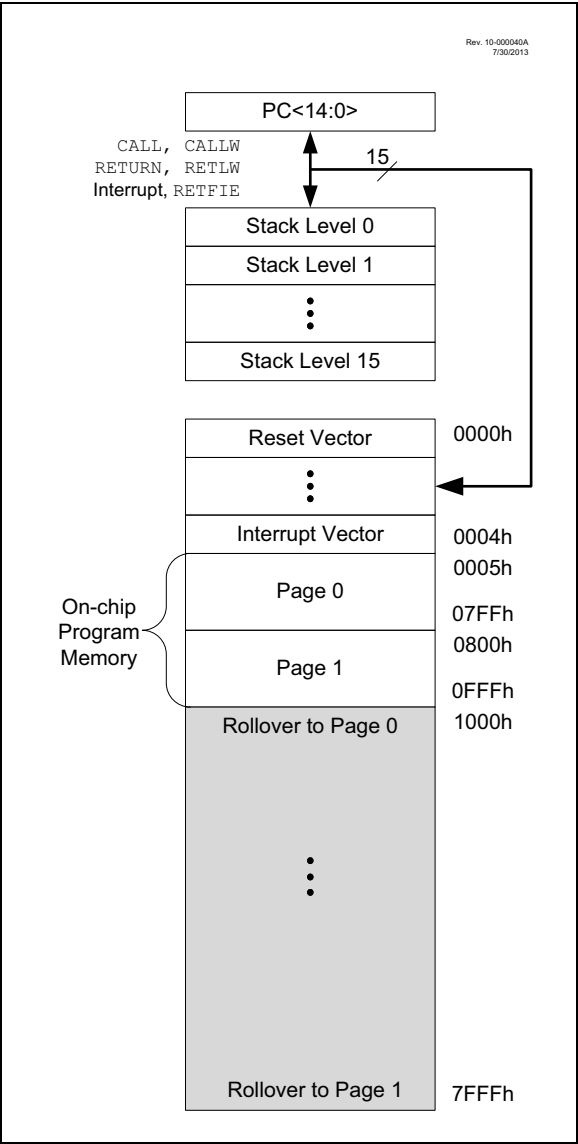 Rev. 10-000040A
7/30/2013
PC<14:0>
CALL, CALLW
RETURN, RETLW
Interrupt, RETFIE
15
Stack Level 0
Stack Level 1
Stack Level 15
Reset Vector
0000h
Interrupt Vector
0004h
0005h
Page 0
07FFh
On-chip
Program
Memory
0800h
Page 1
0FFFh
Rollover to Page 0
1000h
Rollover to Page 1
7FFFh